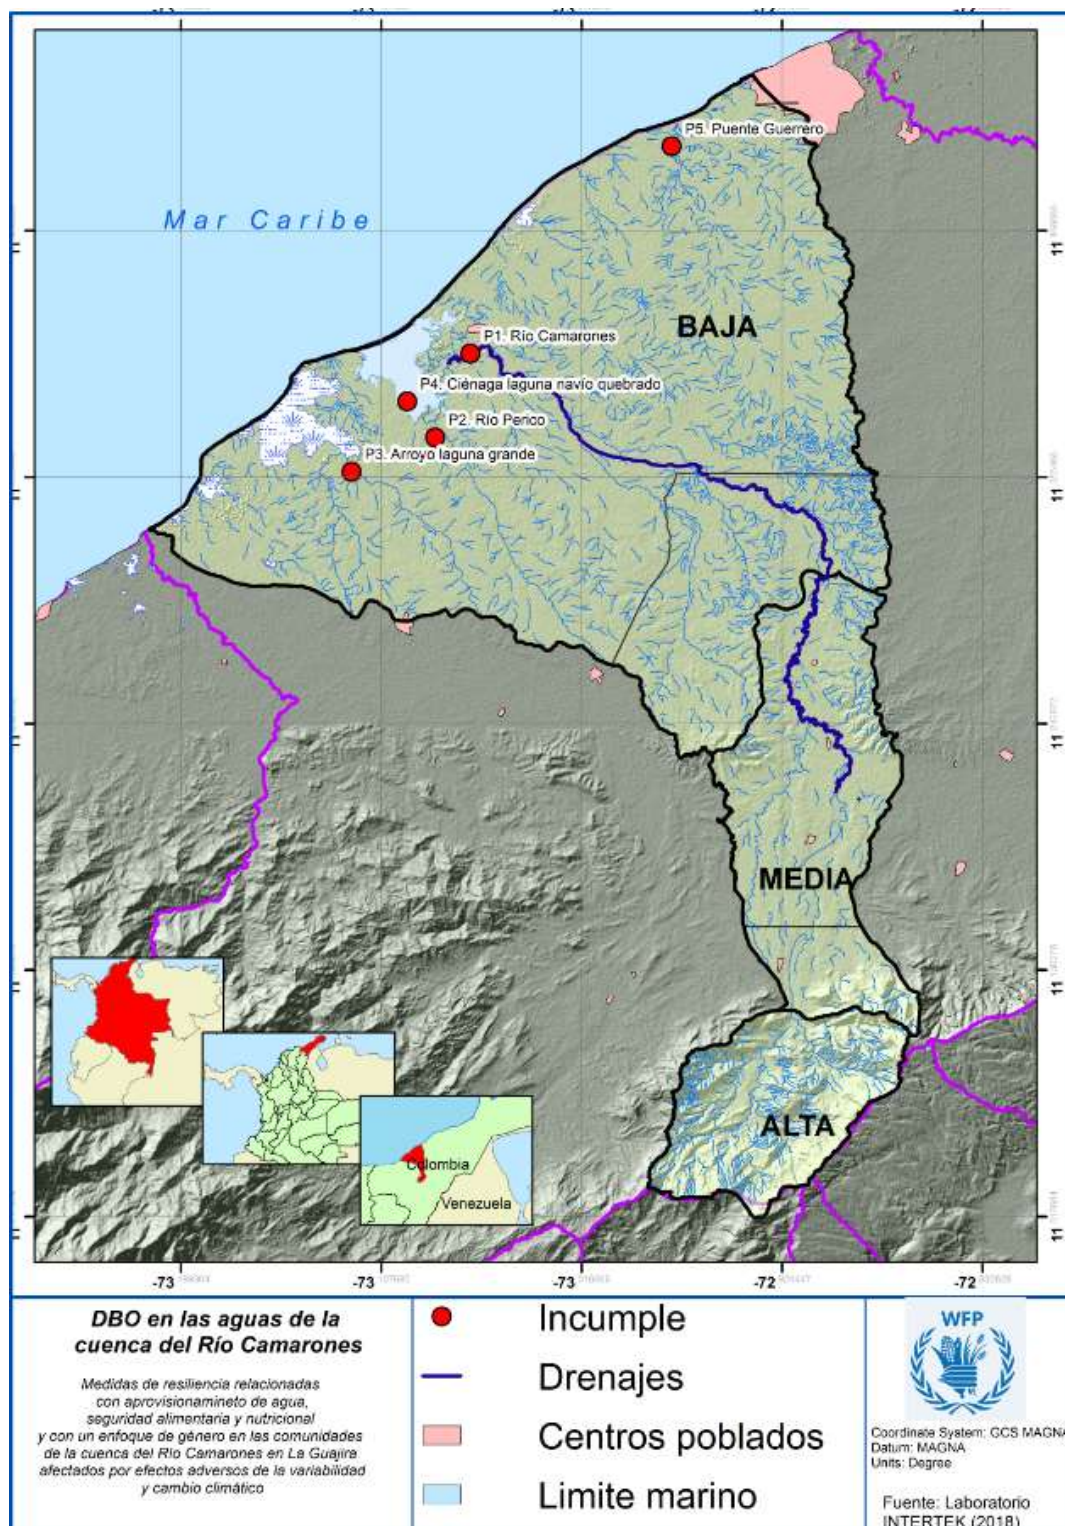 P5. Puente Guerrero
Mar Caribe
BAJA
P1. Río Camarones
P4. Ciénaga laguna navío quebrado
P2. Río Perico
P3. Arroyo laguna grande
MEDIA
ALTA
Colombia
Venezuela
11
11
11
11
11
-73
-73
-73
-72
-72
DBO en las aguas de la
cuenca del Río Camarones
Medidas de resiliencia relacionadas
con aprovisionamineto de agua,
seguridad alimentaria y nutricional
y con un enfoque de género en las comunidades
de la cuenca del Río Camarones en La Guajira
afectados por efectos adversos de la variabilidad
y cambio climático
Incumple
Drenajes
Centros poblados
Limite marino
WFP
Coordinate System: GCS MAGNA
Datum: MAGNA
Units: Degree
Fuente: Laboratorio
INTERTEK (2018)